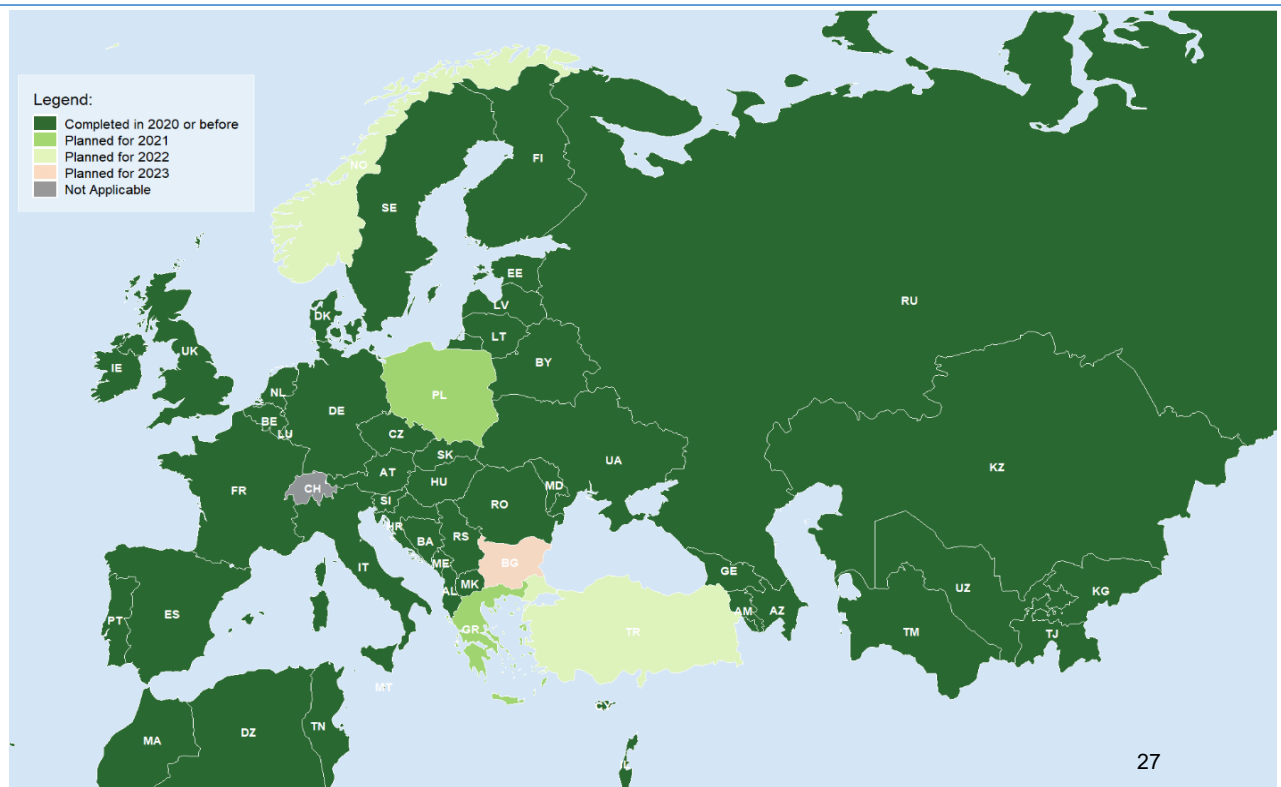 Legend:
Completed in 2020 or before
Planned for 2021
Planned for 2022
Planned for 2023
Not Applicable
NO
FI
SE
EE
RU
LV
DK
LT
UK
BY
IE
NL
PL
DE
BE
LU
CZ
SK
UA
KZ
AT
HU
FR
CH
MD
SI
RO
HR
BA
RS
IT
ME
BG
GE
UZ
MK
AL
KG
AM
AZ
ES
PT
GR
TR
TM
TJ
MT
CY
TN
DZ
MA
27